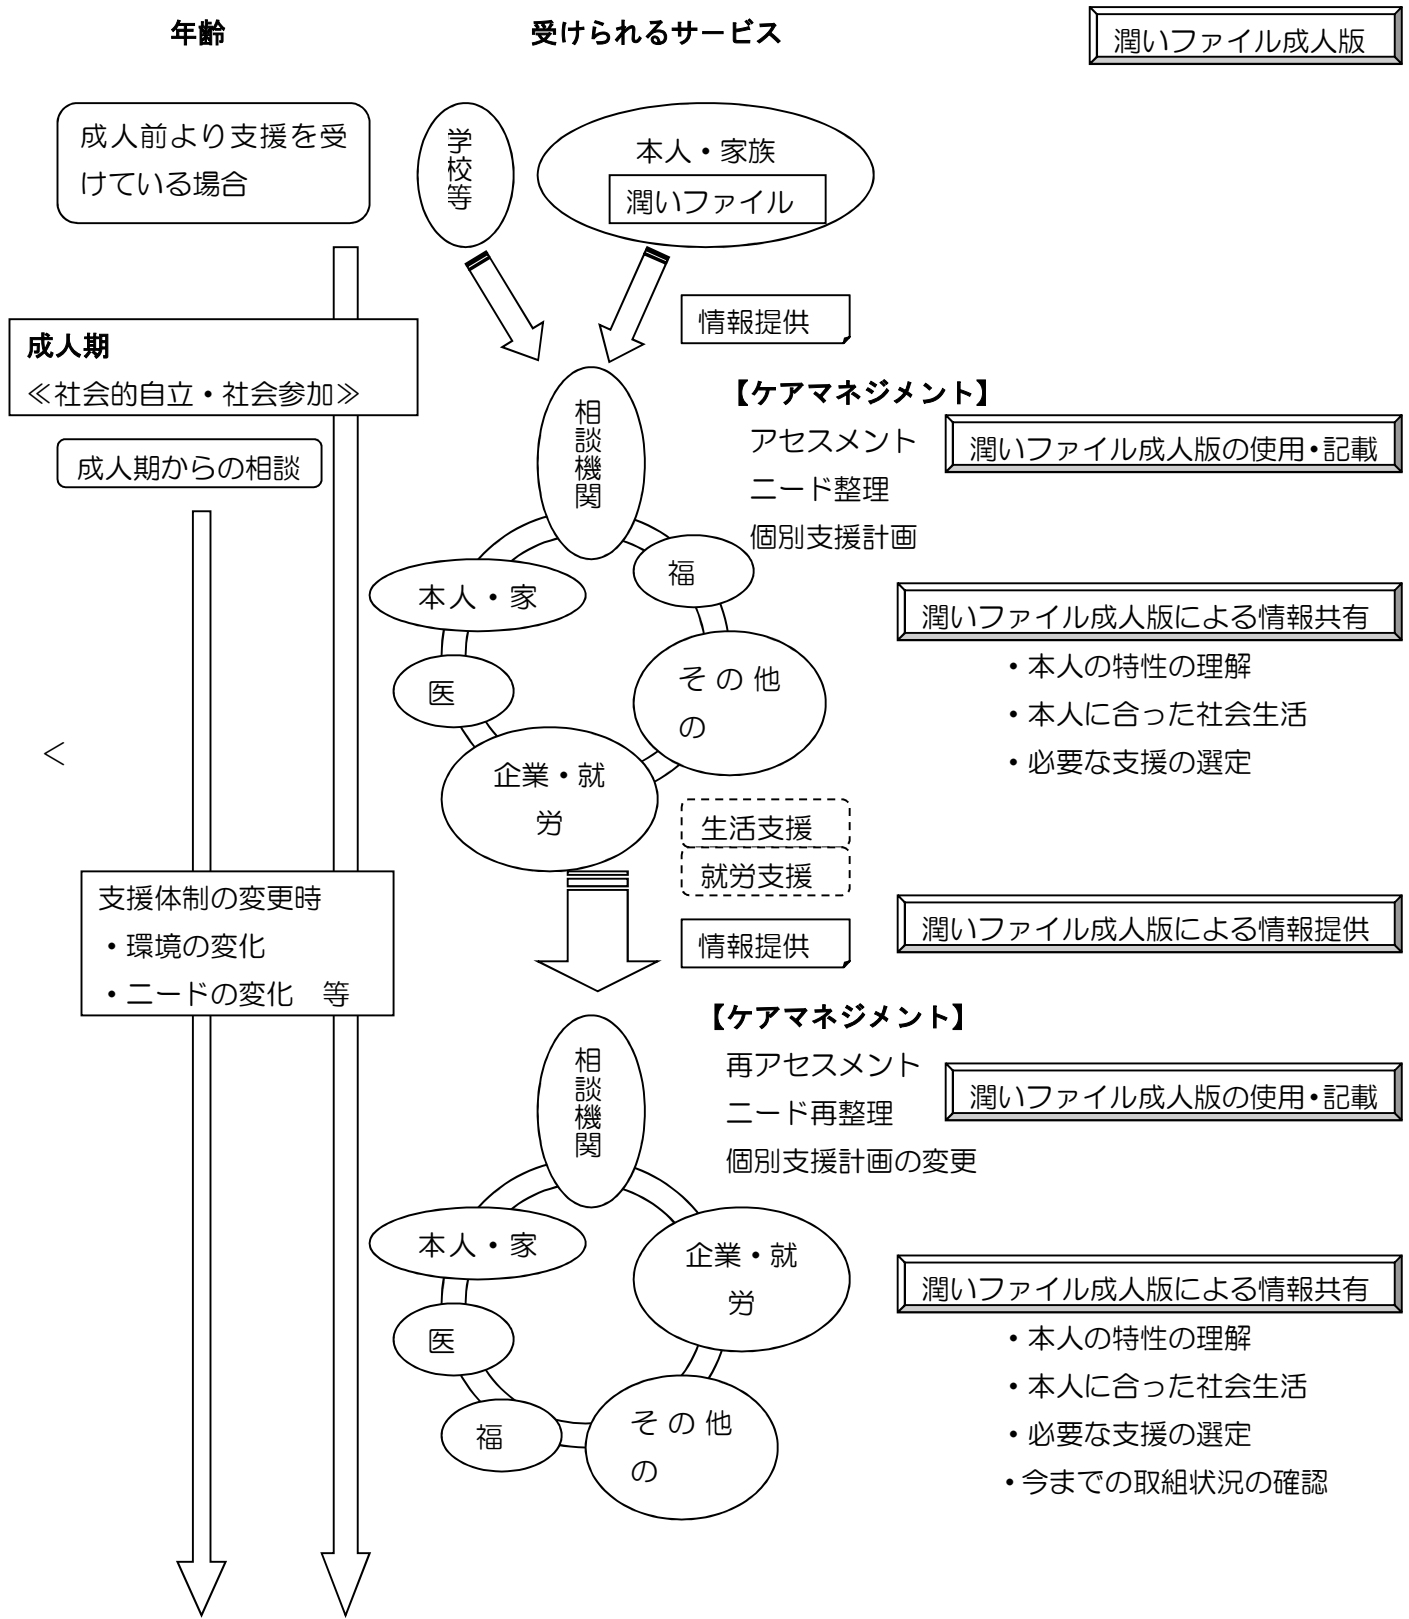 年齢
受けられるサービス
潤いファイル成人版
成人前より支援を受
けている場合
学校等
本人・家族
潤いファイル
情報提供
成人期
≪社会的自立・社会参加≫
成人期からの相談
相談機関
【ケアマネジメント】
アセスメント
ニード整理
個別支援計画
潤いファイル成人版の使用・記載
本人・家
福
医
その他
の
企業・就
労
潤いファイル成人版による情報共有
・本人の特性の理解
・本人に合った社会生活
・必要な支援の選定
＜
生活支援
就労支援
支援体制の変更時
・環境の変化
・ニードの変化　等
情報提供
潤いファイル成人版による情報提供
相談機関
【ケアマネジメント】
再アセスメント
ニード再整理
個別支援計画の変更
潤いファイル成人版の使用・記載
本人・家
企業・就
労
医
福
その他
の
潤いファイル成人版による情報共有
・本人の特性の理解
・本人に合った社会生活
・必要な支援の選定
・今までの取組状況の確認